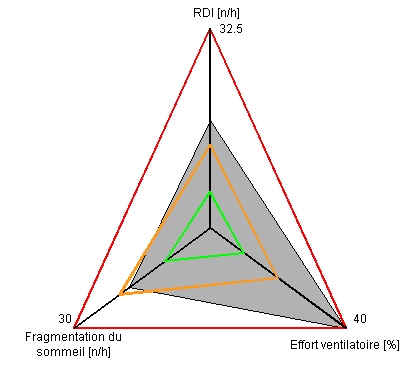 RDI [n/h]
32.5
30
40
Fragmentation du
sommeil [n/h]
Effort ventilatoire [%]